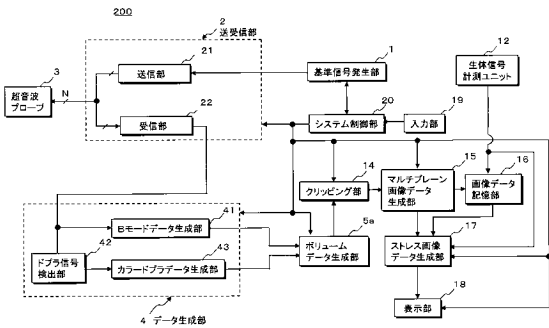 200
2
送受信部
21
送信部
3
超音波
プローブ
N
22
受信部
1
基準信号発生部
12
生体信号
計測ユニット
20
システム制御部
19
入力部
14
クリッピング部
15
マルチプレーン
画像データ
生成部
16
画像データ
記憶部
41
Bモードデータ生成部
42
ドプラ信号
検出部
43
カラードプラデータ生成部
5a
ボリューム
データ生成部
17
ストレス画像
データ生成部
18
表示部
4 データ生成部